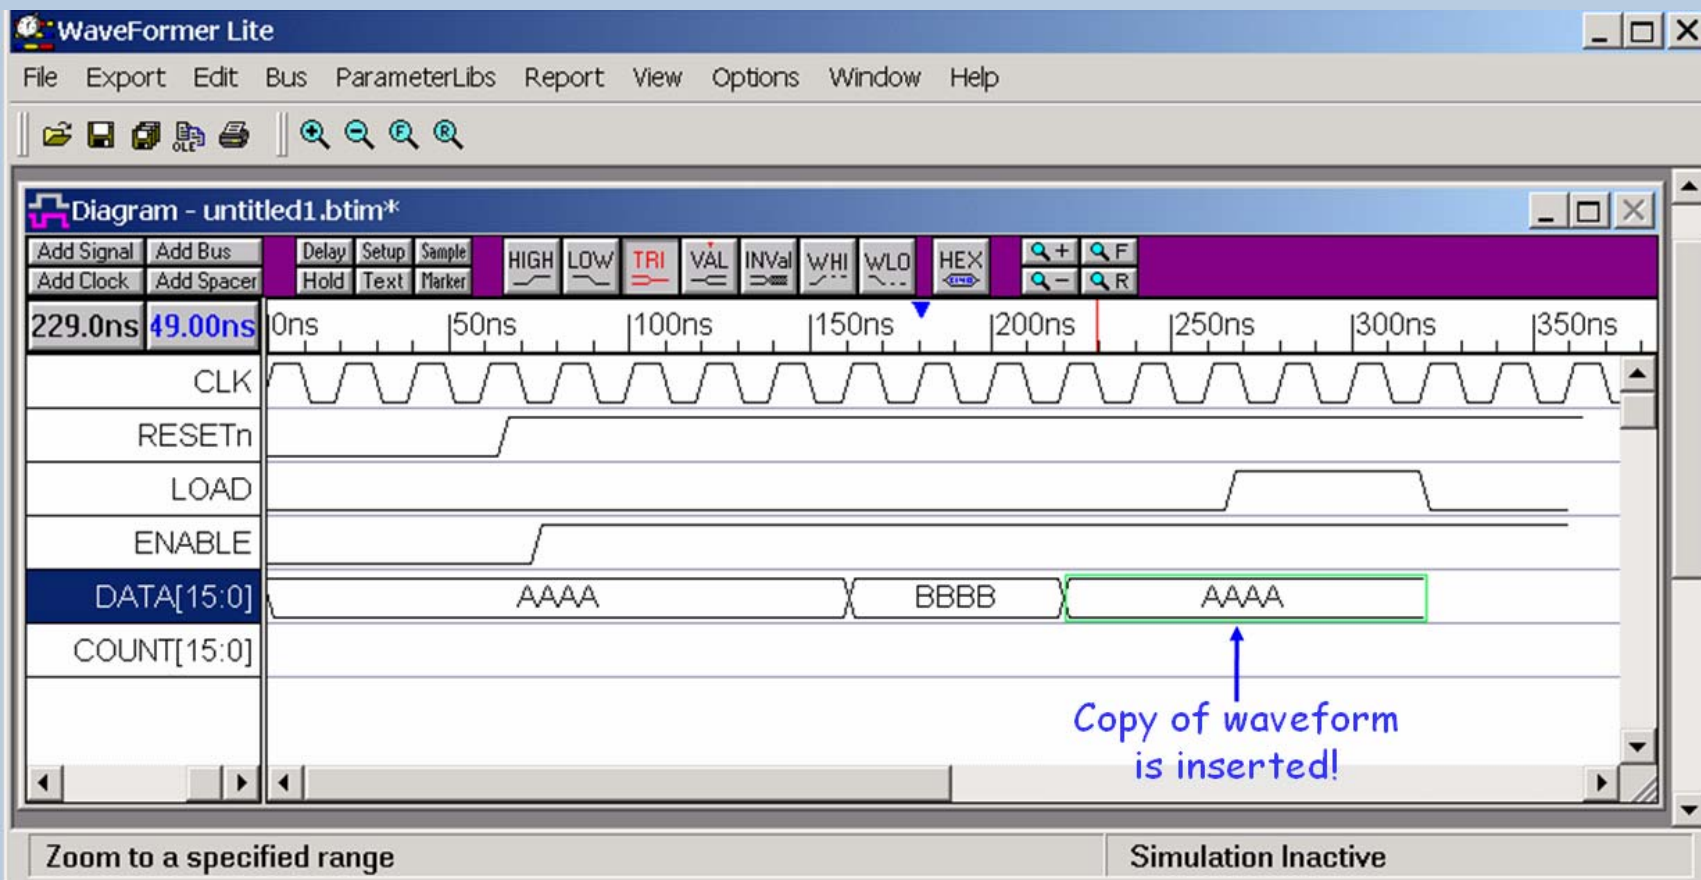 WaveFormer Lite
File Export Edit Bus ParameterLibs Report View Options Window Help
OLE F R
Diagram - untitled1.btim*
Add Signal Add Bus Delay Setup Sample HIGH LOW TRI VAL INVal WHI WLO HEX + F
Add Clock Add Spacer Hold Text Marker - R
229.0ns 49.00ns 0ns 50ns 100ns 150ns 200ns 250ns 300ns 350ns
CLK
RESETn
LOAD
ENABLE
DATA[15:0] AAAA BBBB AAAA
COUNT[15:0]
Copy of waveform
is inserted!
Zoom to a specified range Simulation Inactive